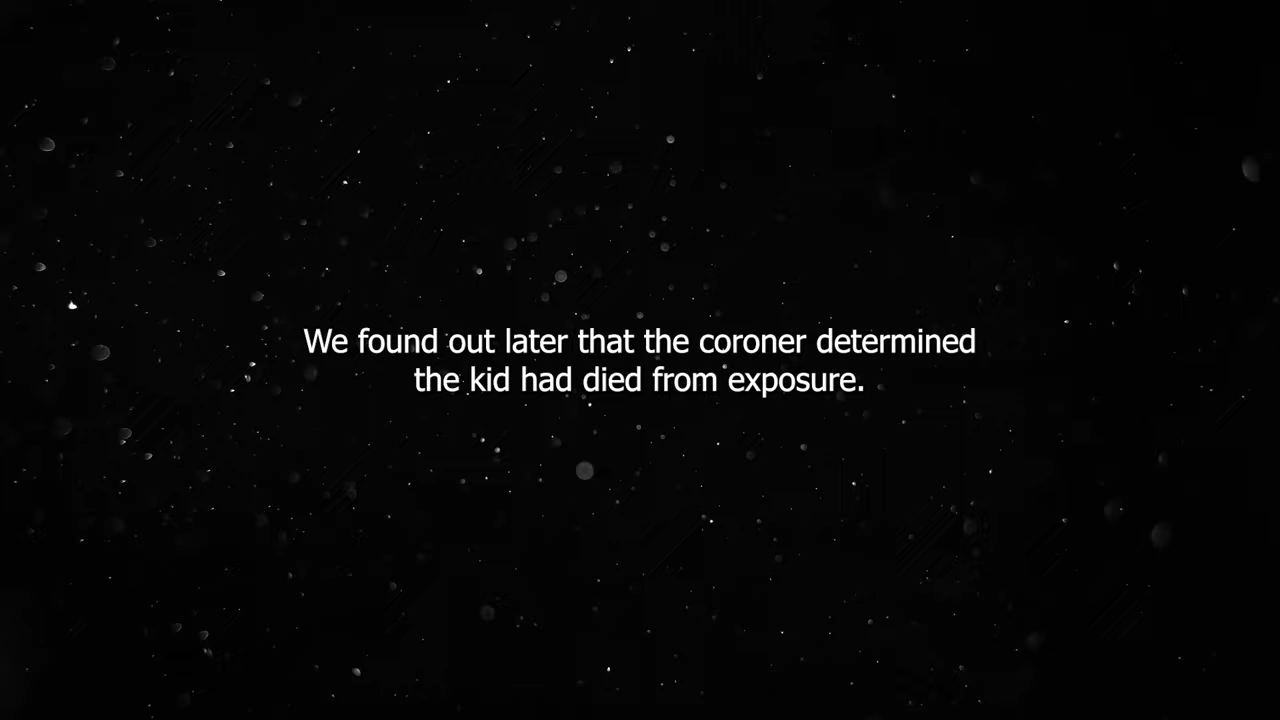 We found out later that the coroner determined
the kid had died from exposure.